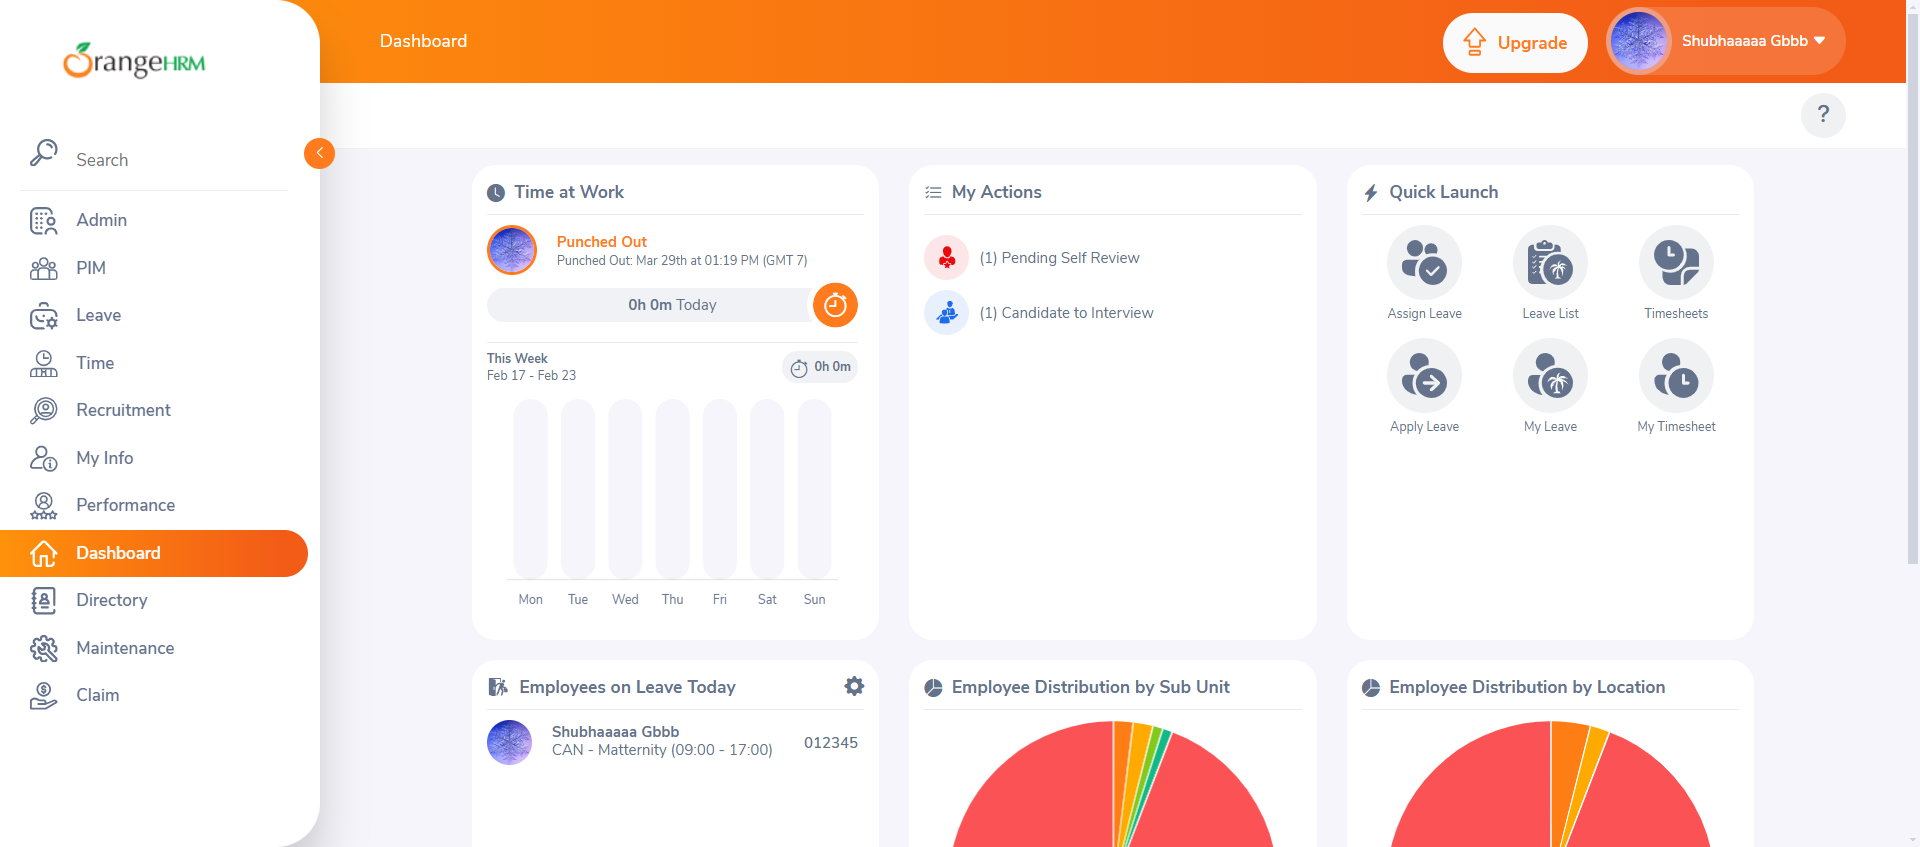 OrangeHRM
Search
Admin
PIM
Leave
Time
Recruitment
My Info
Performance
Dashboard
Directory
Maintenance
Claim
Dashboard
Upgrade
Shubhaaaaa Gbbb
?
Time at Work
Punched Out
Punched Out: Mar 29th at 01:19 PM (GMT 7)
0h 0m Today
This Week
Feb 17 - Feb 23
0h 0m
Mon Tue Wed Thu Fri Sat Sun
My Actions
(1) Pending Self Review
(1) Candidate to Interview
Quick Launch
Assign Leave Leave List Timesheets
Apply Leave My Leave My Timesheet
Employees on Leave Today
Shubhaaaaa Gbbb
CAN - Matternity (09:00 - 17:00) 012345
Employee Distribution by Sub Unit
Employee Distribution by Location